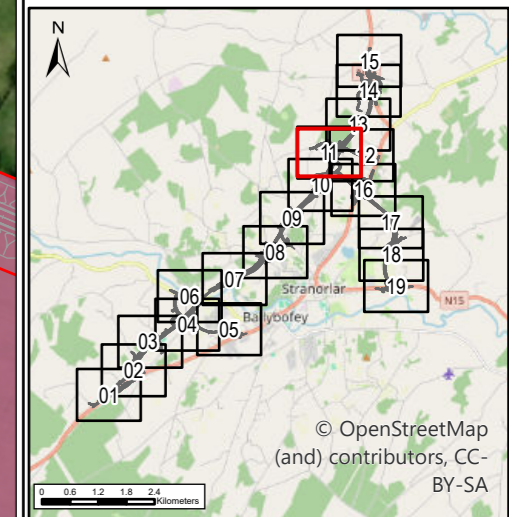 N
15
14
13
12
11
10
16
09
17
08
18
07
19
06
Stranorlar
N15
Ballybofey
04
05
03
02
01
© OpenStreetMap
(and) contributors, CC-
BY-SA
0 0.6 1.2 1.8 2.4
Kilometers